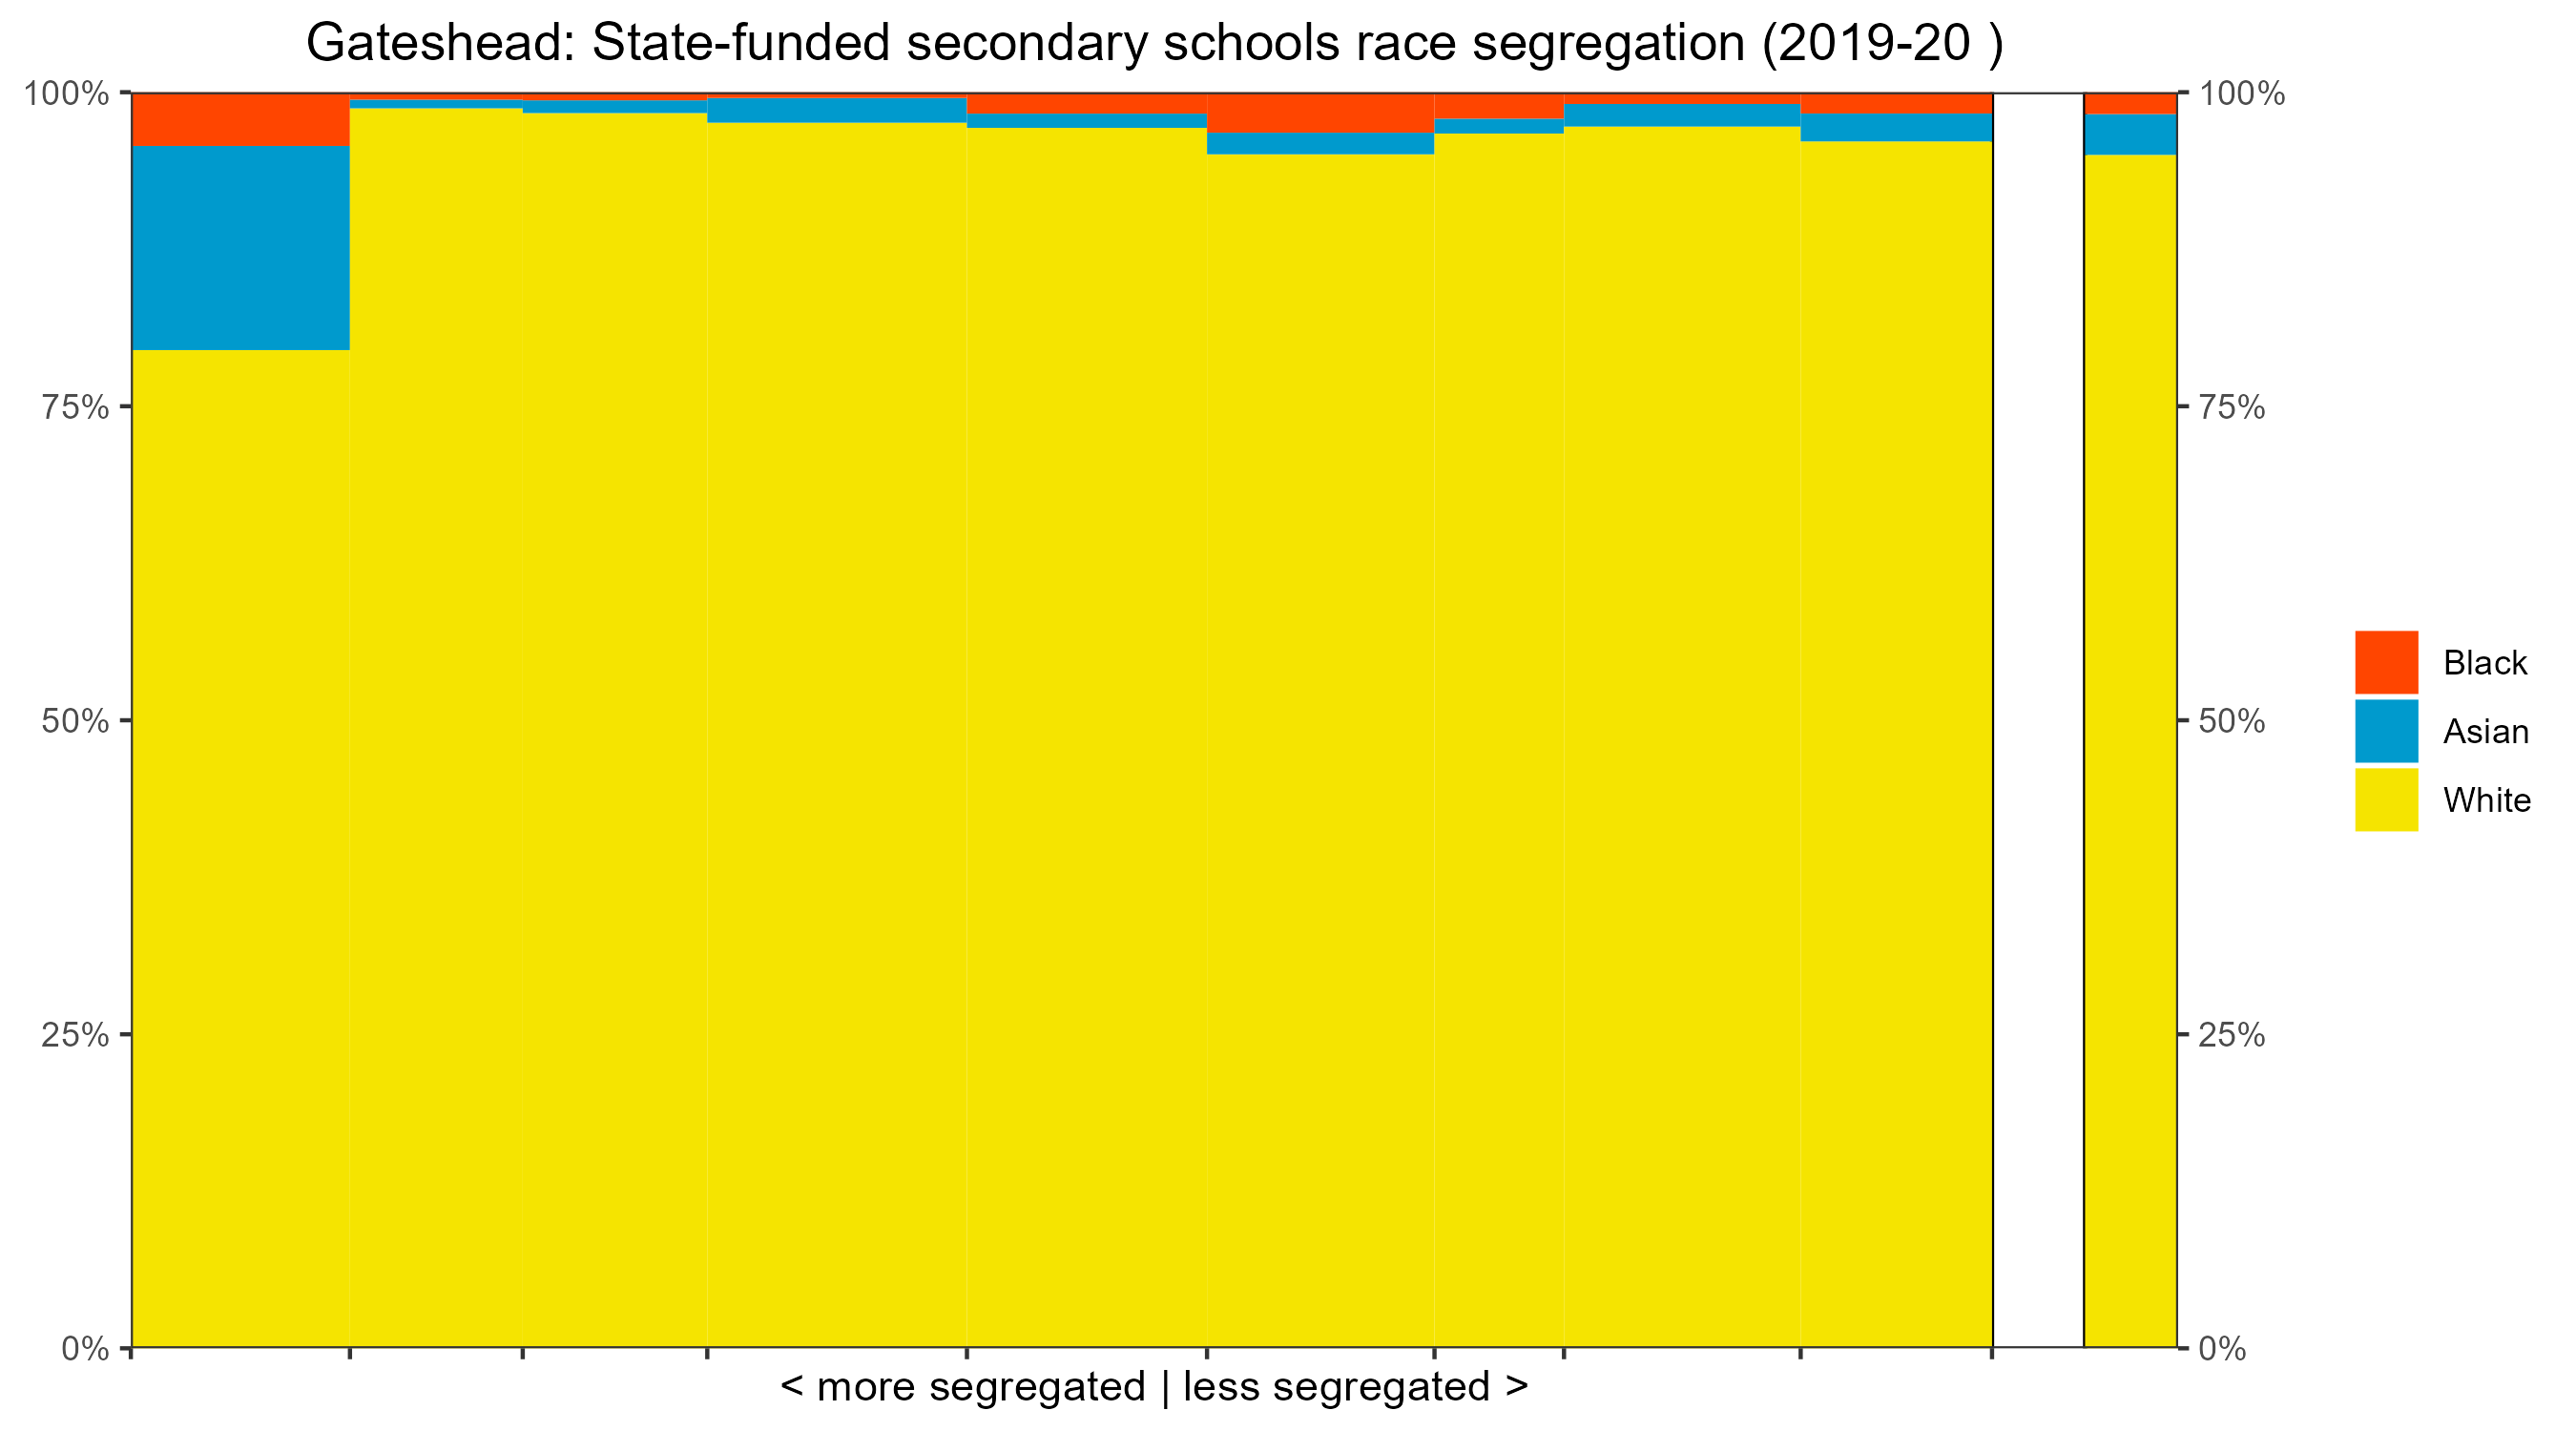 Gateshead: State-funded secondary schools race segregation (2019-20 )
100%
75%
50%
25%
0%
100%
75%
50%
25%
0%
Black
Asian
White
< more segregated | less segregated >